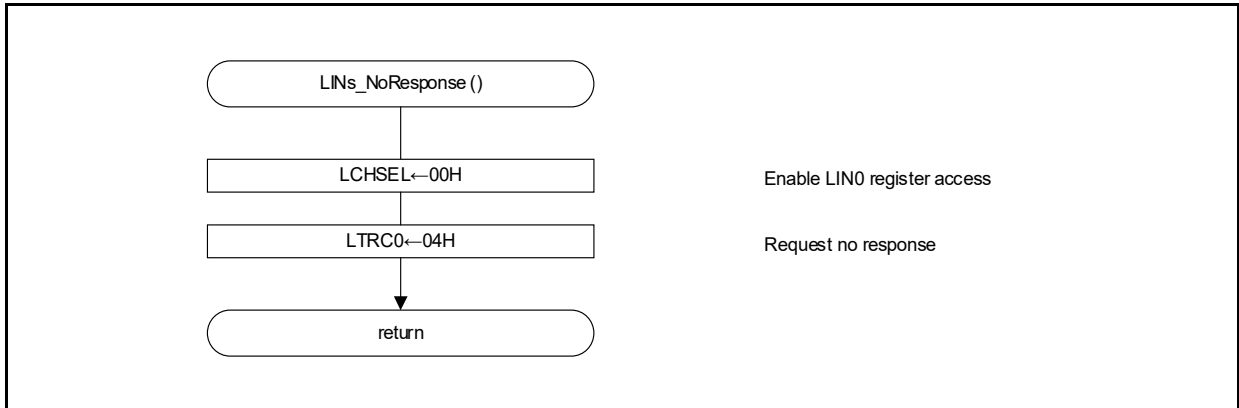 LINs_NoResponse ()
LCHSEL←00H
Enable LIN0 register access
LTRC0←04H
Request no response
return